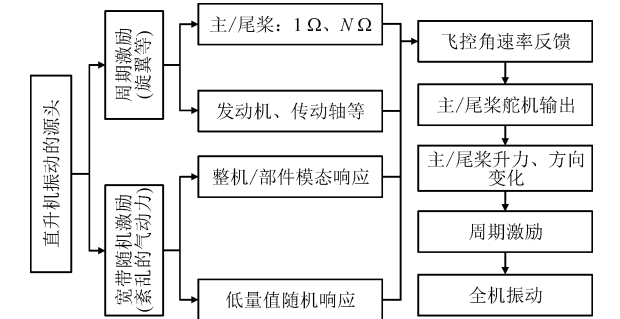 直升机振动的源头
周期激励
(旋翼等)
宽带随机激励
(紊乱的气动力)
主/尾桨：1Ω、NΩ
发动机、传动轴等
整机/部件模态响应
低量值随机响应
飞控角速率反馈
主/尾桨舵机输出
主/尾桨升力、方向
变化
周期激励
全机振动